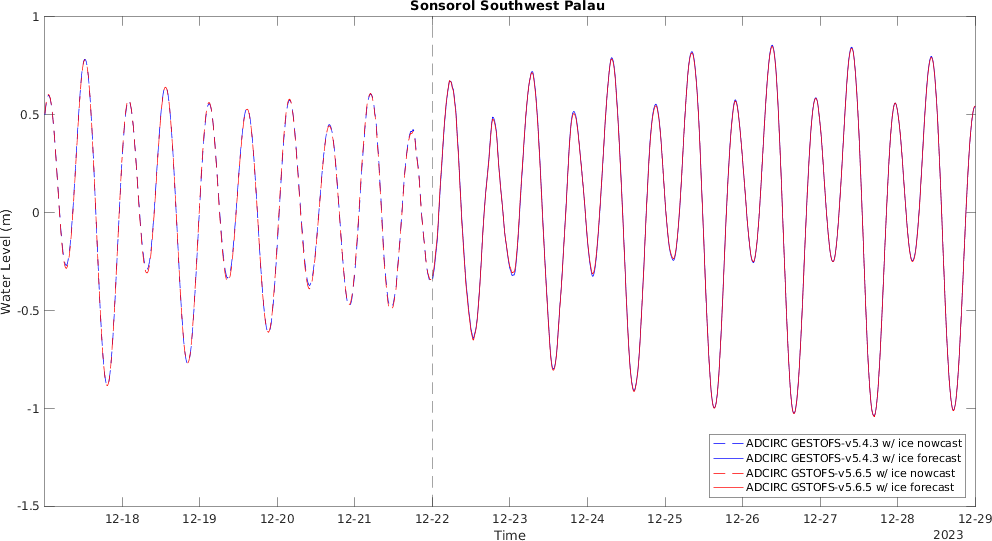 Sonsorol Southwest Palau
1
0.5
0
-0.5
-1
-1.5
Water Level (m)
12-18 12-19 12-20 12-21 12-22 12-23 12-24 12-25 12-26 12-27 12-28 12-29
Time
2023
ADCIRC GESTOFS-v5.4.3 w/ ice nowcast
ADCIRC GESTOFS-v5.4.3 w/ ice forecast
ADCIRC GSTOFS-v5.6.5 w/ ice nowcast
ADCIRC GSTOFS-v5.6.5 w/ ice forecast